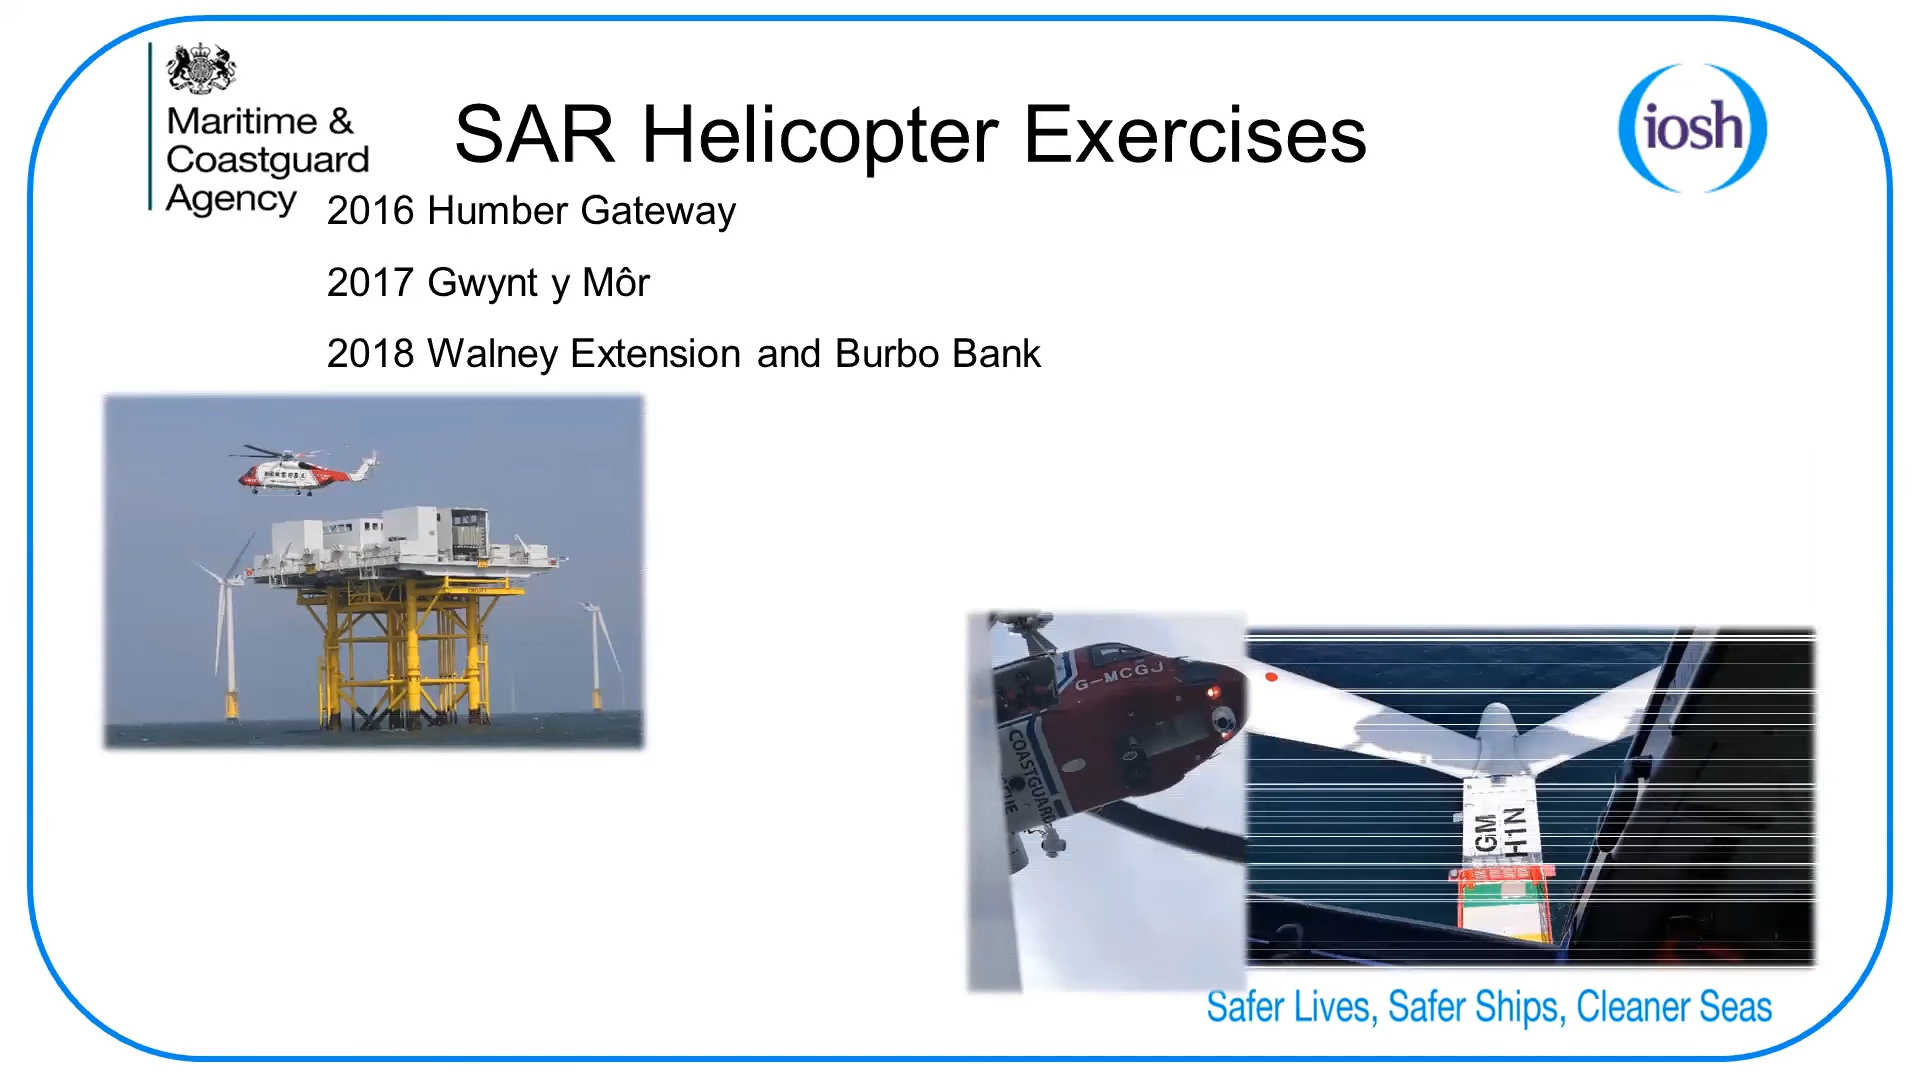 Maritime &
Coastguard
Agency
SAR Helicopter Exercises
iosh
2016 Humber Gateway
2017 Gwynt y Môr
2018 Walney Extension and Burbo Bank
G-MCGJ
COASTGUARD
GM
H1N
Safer Lives, Safer Ships, Cleaner Seas